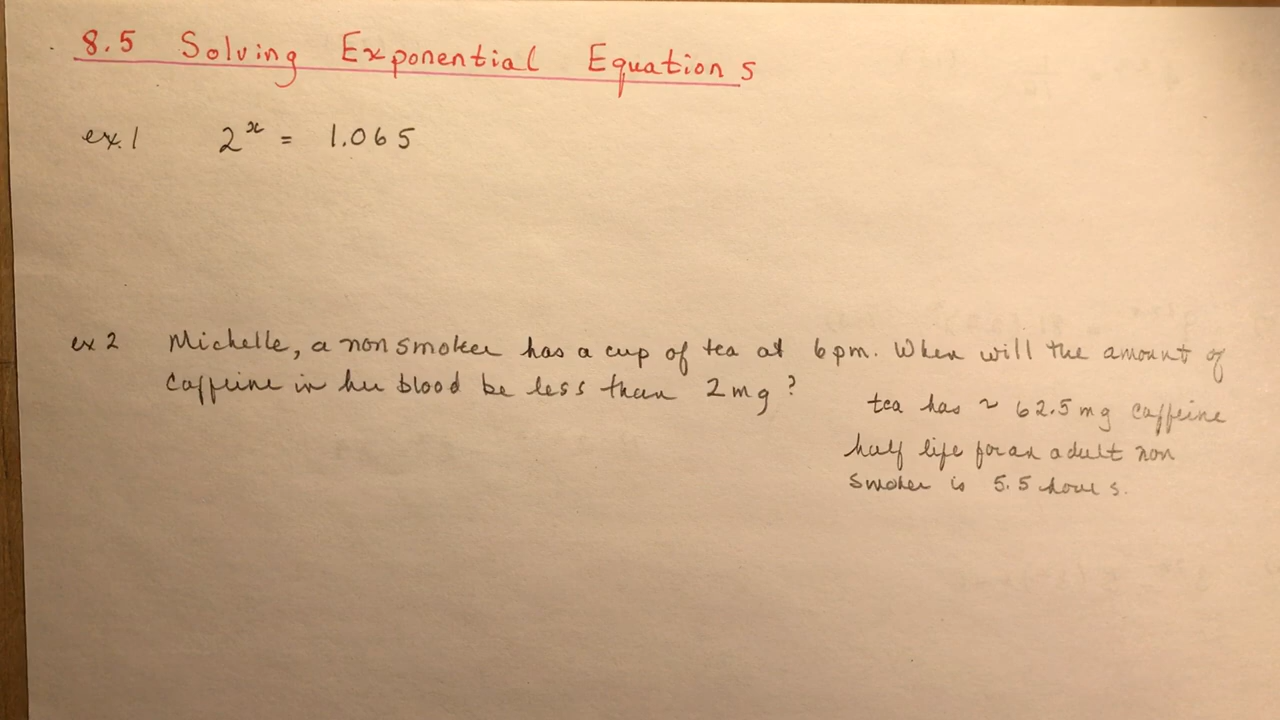 8.5 Solving Exponential Equations
ex.1 2^x = 1.065
ex 2 Michelle, a non smoker has a cup of tea at 6pm. When will the amount of
caffeine in her blood be less than 2mg?
tea has ~ 62.5 mg caffeine
half life for an adult non
smoker is 5.5 hours.